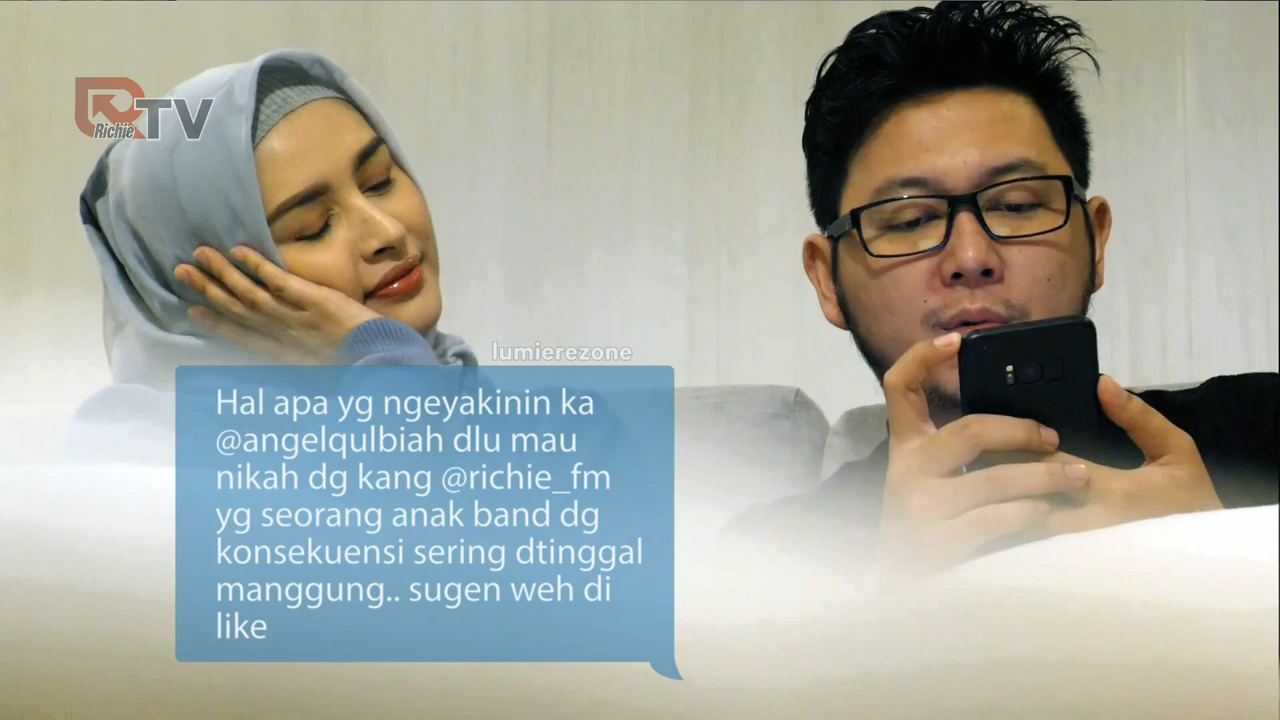 Richie TV
lumierezone
Hal apa yg ngeyakinin ka
@angelqulbiah dlu mau
nikah dg kang @richie_fm
yg seorang anak band dg
konsekuensi sering dtinggal
manggung.. sugen weh di
like